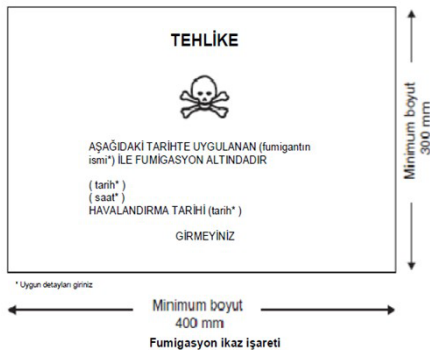 TEHLİKE
AŞAĞIDAKİ TARİHTE UYGULANAN (fumigantın
ismi*) İLE FUMİGASYON ALTINDADIR
( tarih* )
( saat* )
HAVALANDIRMA TARİHİ (tarih* )
GİRMEYİNİZ
Minimum boyut
300 mm
* Uygun detayları giriniz
Minimum boyut
400 mm
Fumigasyon ikaz işareti